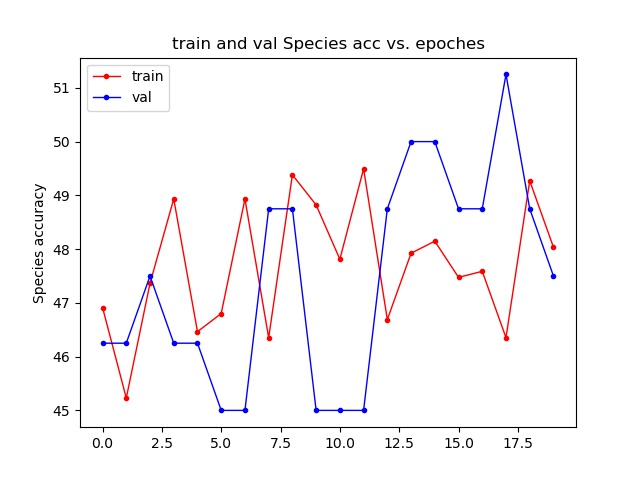 train and val Species acc vs. epoches
train
val
Species accuracy
51
50
49
48
47
46
45
0.0 2.5 5.0 7.5 10.0 12.5 15.0 17.5